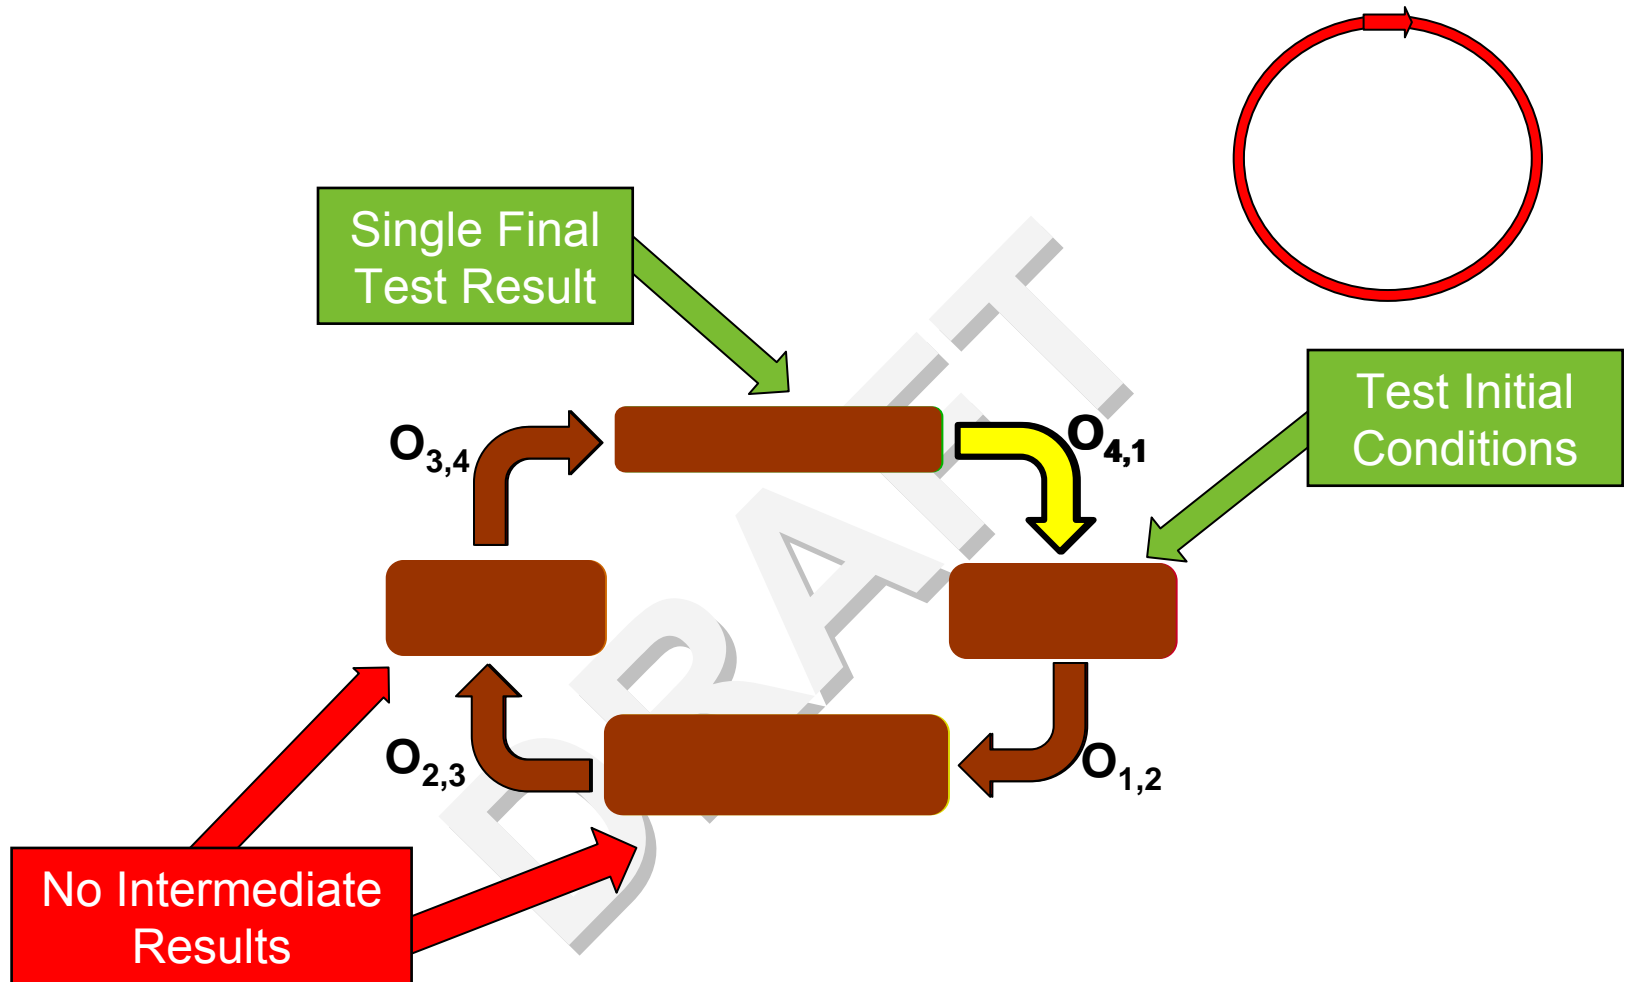 Single Final
Test Result
Test Initial
Conditions
O3,4
O4,1
O2,3
O1,2
No Intermediate
Results
DRAFT